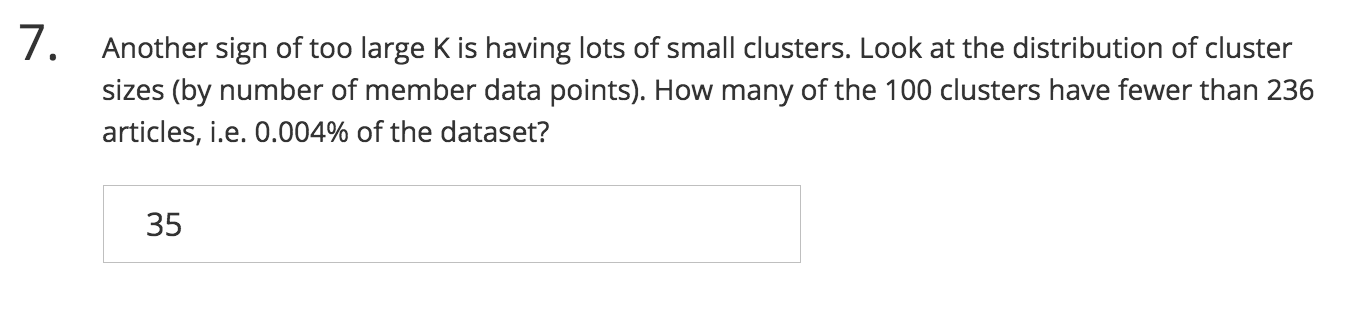 7.
Another sign of too large K is having lots of small clusters. Look at the distribution of cluster
sizes (by number of member data points). How many of the 100 clusters have fewer than 236
articles, i.e. 0.004% of the dataset?
35